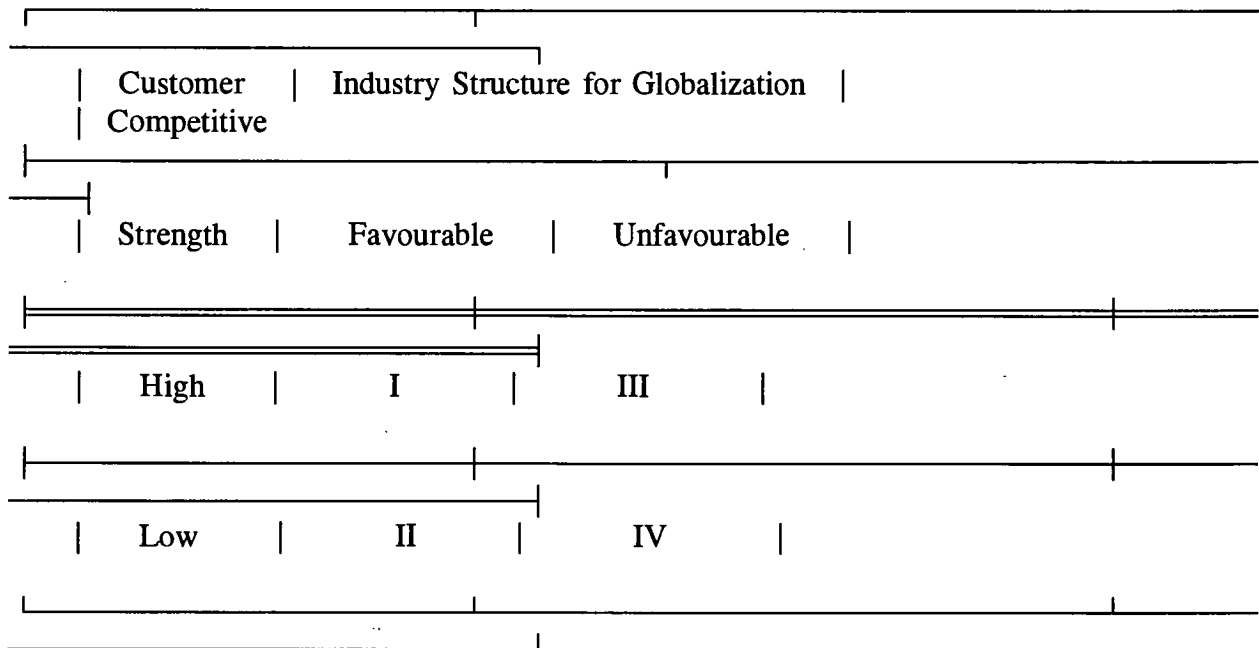 | Customer | Industry Structure for Globalization |
| Competitive
| Strength | Favourable | Unfavourable |
| High | I | III |
| Low | II | IV |